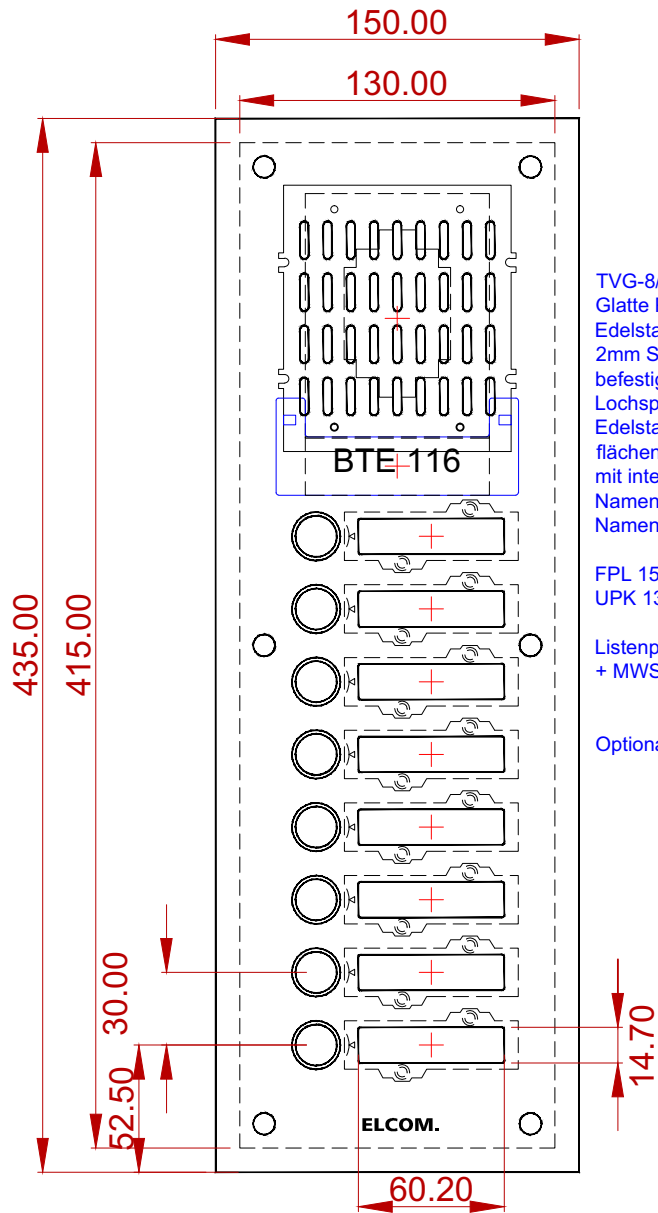 150.00
130.00
435.00
415.00
BTE 116
TVG-8/
Glatte
Edelsta
2mm S
befestig
Lochsp
Edelsta
flächen
mit inte
Namen
Namen
FPL 15
UPK 13
Listenp
+ MWS
Optiona
30.00
52.50
14.70
ELCOM.
60.20